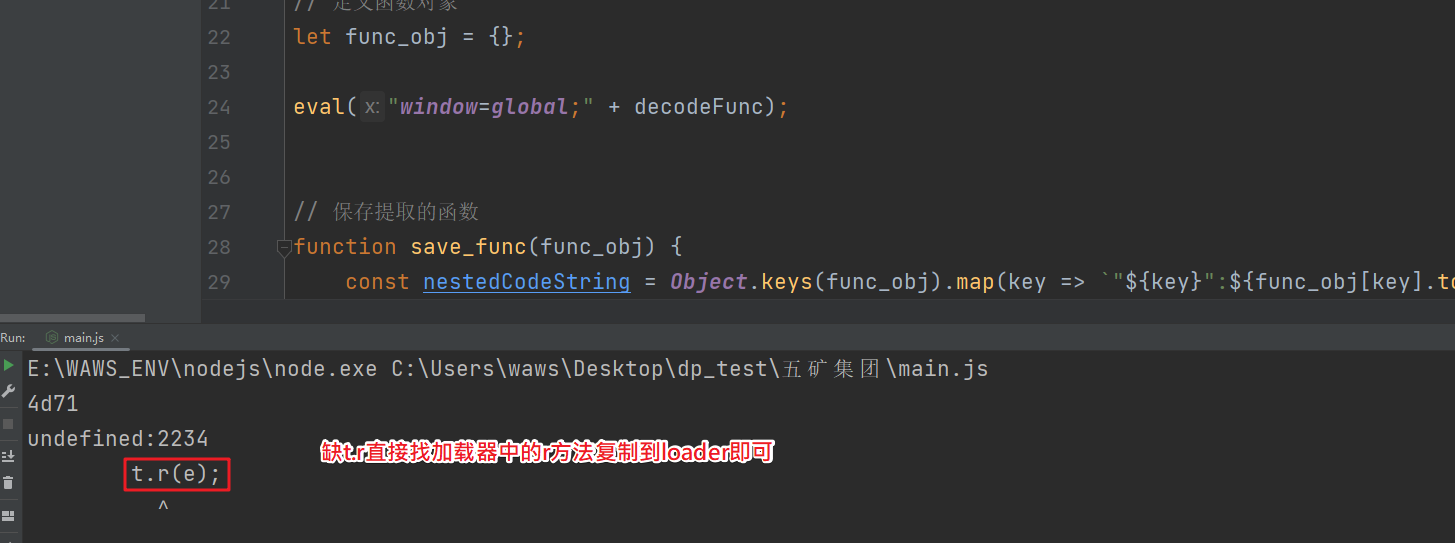 21 // 定义函数对象
22 let func_obj = {};
23
24 eval( x: "window=global;" + decodeFunc);
25
26
27 // 保存提取的函数
28 function save_func(func_obj) {
29 const nestedCodeString = Object.keys(func_obj).map(key => `"${key}":${func_obj[key].to
Run: main.js ×
E:\WAWS_ENV\nodejs\node.exe C:\Users\waws\Desktop\dp_test\五矿集团\main.js
4d71
undefined:2234
缺t.r直接找加载器中的r方法复制到loader即可
t.r(e);
^